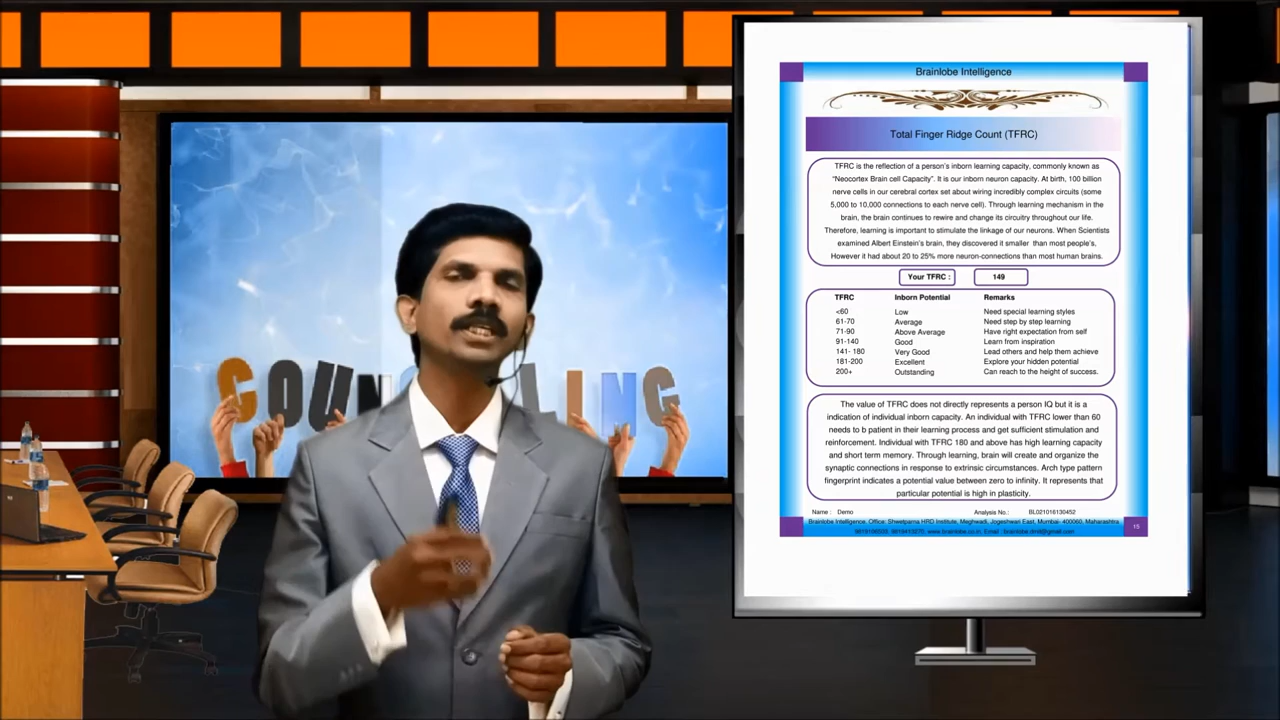 COUNSELLING
Brainlobe Intelligence
Total Finger Ridge Count (TFRC)
TFRC is the reflection of a person's inborn learning capacity, commonly known as
"Neocortex Brain cell Capacity". It is our inborn neuron capacity. At birth, 100 billion
nerve cells in our cerebral cortex set about wiring incredibly complex circuits (some
5,000 to 10,000 connections to each nerve cell). Through learning mechanism in the
brain, the brain continues to rewire and change its circuitry throughout our life.
Therefore, learning is important to stimulate the linkage of our neurons. When Scientists
examined Albert Einstein's brain, they discovered it smaller than most people's.
However it had about 20 to 25% more neuron-connections than most human brains.
Your TFRC : 149
TFRC Inborn Potential Remarks
<60 Low Need special learning styles
61-70 Average Need step by step learning
71-90 Above Average Have right expectation from self
91-140 Good Learn from inspiration
141- 180 Very Good Lead others and help them achieve
181-200 Excellent Explore your hidden potential
200+ Outstanding Can reach to the height of success.
The value of TFRC does not directly represents a person IQ but it is a
indication of individual inborn capacity. An individual with TFRC lower than 60
needs to b patient in their learning process and get sufficient stimulation and
reinforcement. Individual with TFRC 180 and above has high learning capacity
and short term memory. Through learning, brain will create and organize the
synaptic connections in response to extrinsic circumstances. Arch type pattern
fingerprint indicates a potential value between zero to infinity. It represents that
particular potential is high in plasticity.
Name : Demo Analysis No.: BL021016130452
Brainlobe Intelligence. Office: Shwetparna HRD Institute, Meghwadi, Jogeshwari East, Mumbai- 400060. Maharashtra
15